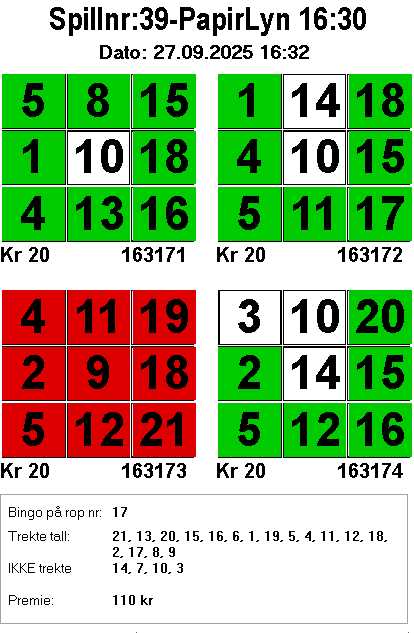 Spillnr:39-PapirLyn 16:30
Dato: 27.09.2025 16:32
5 8 15 1 14 18
1 10 18 4 10 15
4 13 16 5 11 17
Kr 20 163171 Kr 20 163172
4 11 19 3 10 20
2 9 18 2 14 15
5 12 21 5 12 16
Kr 20 163173 Kr 20 163174
Bingo på rop nr: 17
Trekte tall: 21, 13, 20, 15, 16, 6, 1, 19, 5, 4, 11, 12, 18,
2, 17, 8, 9
IKKE trekte 14, 7, 10, 3
Premie: 110 kr